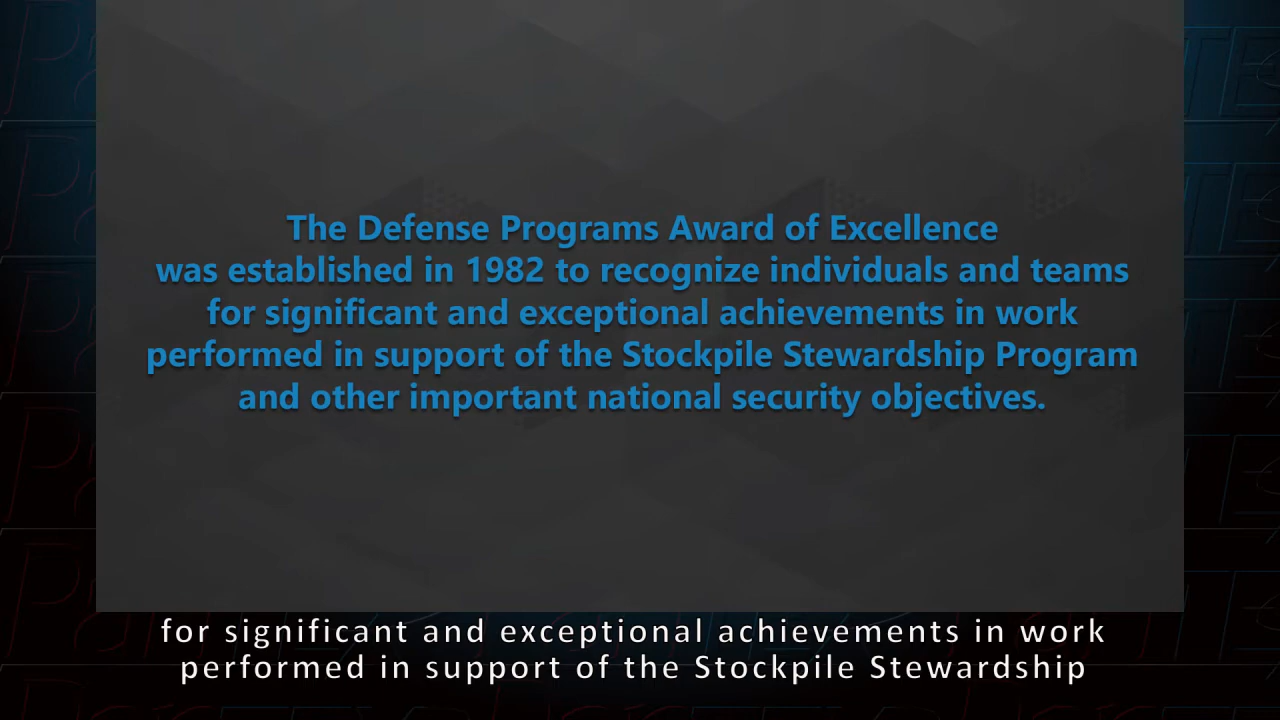 The Defense Programs Award of Excellence
was established in 1982 to recognize individuals and teams
for significant and exceptional achievements in work
performed in support of the Stockpile Stewardship Program
and other important national security objectives.
for significant and exceptional achievements in work
performed in support of the Stockpile Stewardship